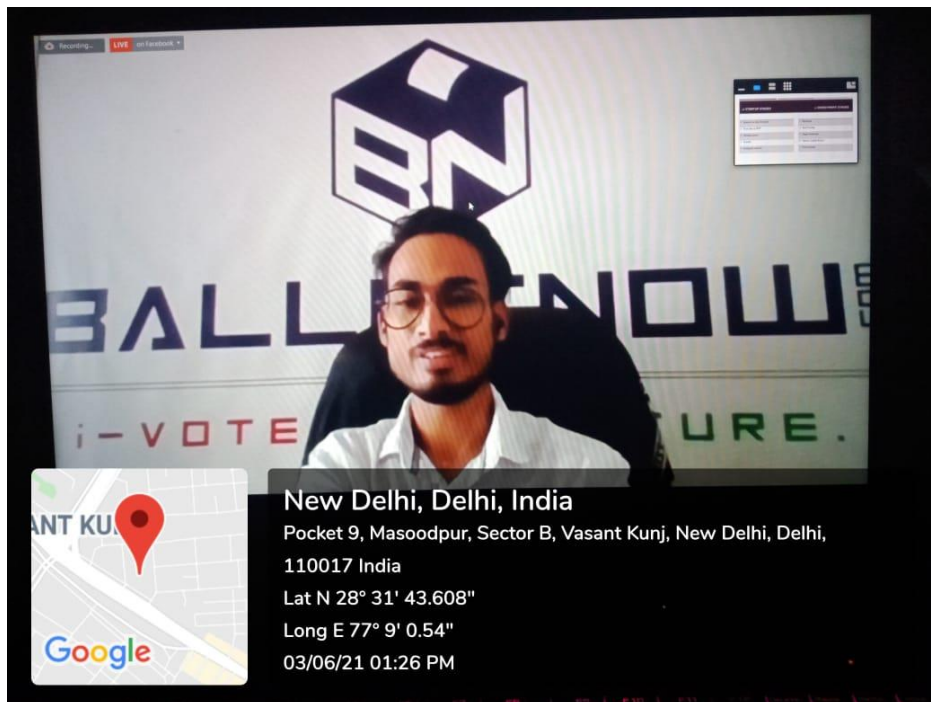 Recording...
LIVE on Facebook
BN
BALL NOW
i-VOTE URE.
ANT KU
New Delhi, Delhi, India
Pocket 9, Masoodpur, Sector B, Vasant Kunj, New Delhi, Delhi,
110017 India
Lat N 28° 31' 43.608"
Long E 77° 9' 0.54"
03/06/21 01:26 PM
Google